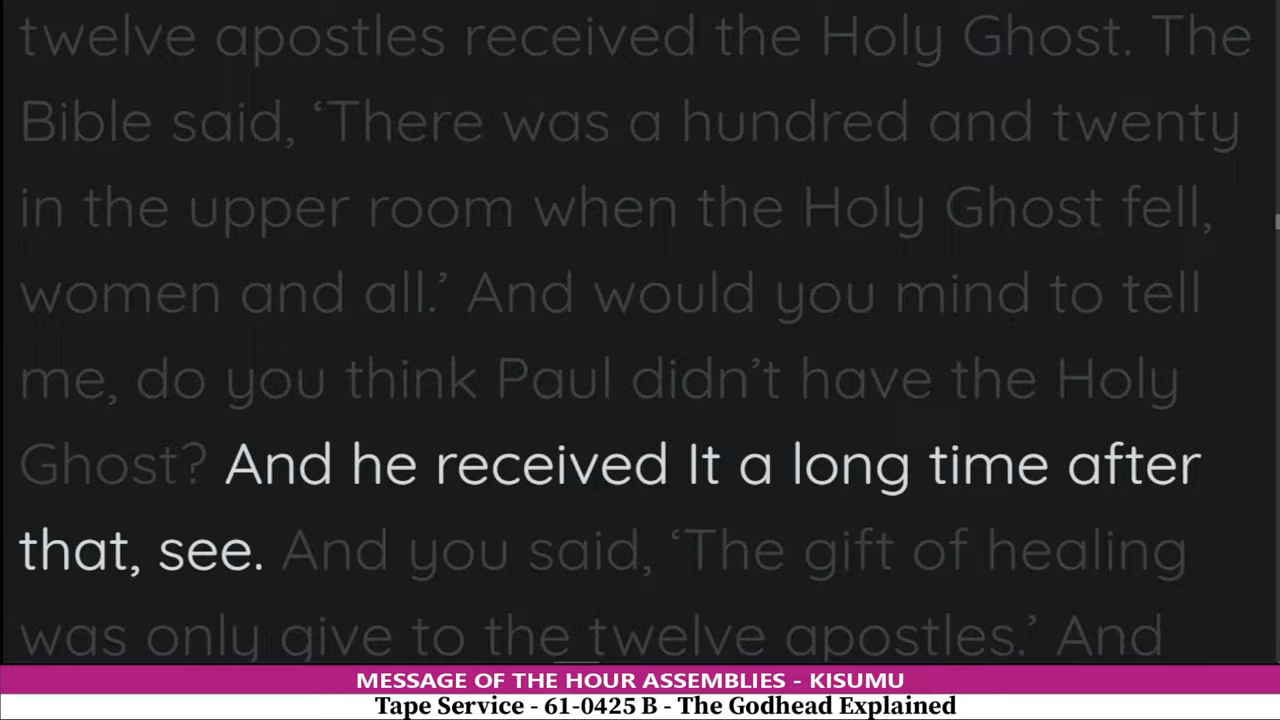 twelve apostles received the Holy Ghost. The
Bible said, ‘There was a hundred and twenty
in the upper room when the Holy Ghost fell,
women and all.’ And would you mind to tell
me, do you think Paul didn’t have the Holy
Ghost? And he received It a long time after
that, see. And you said, ‘The gift of healing
was only give to the twelve apostles.’ And
MESSAGE OF THE HOUR ASSEMBLIES - KISUMU
Tape Service - 61-0425 B - The Godhead Explained